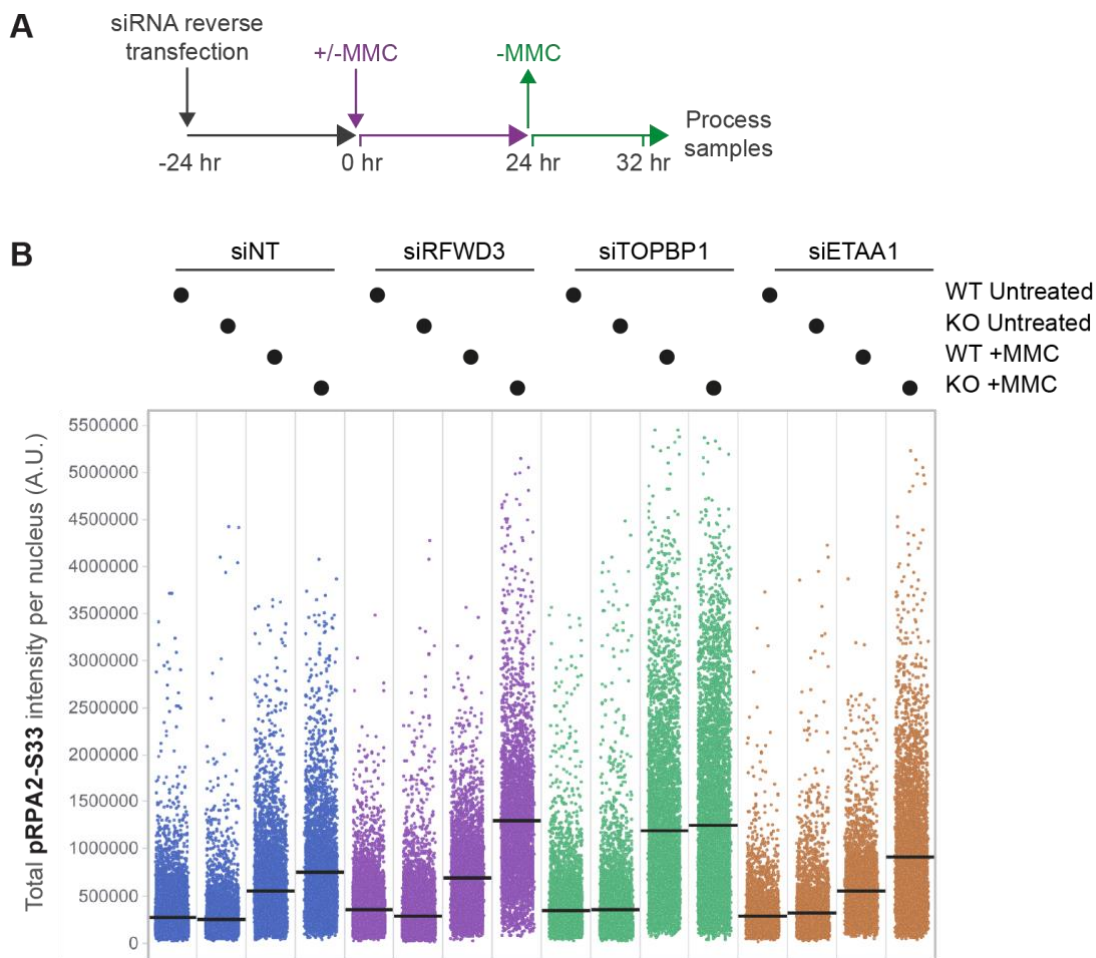 A
siRNA reverse
transfection
+/-MMC
-MMC
-24 hr
0 hr
24 hr
32 hr
Process
samples
B
siNT
siRFWD3
siTOPBP1
siETAA1
WT Untreated
KO Untreated
WT +MMC
KO +MMC
Total pRPA2-S33 intensity per nucleus (A.U.)
5500000
5000000
4500000
4000000
3500000
3000000
2500000
2000000
1500000
1000000
500000
0